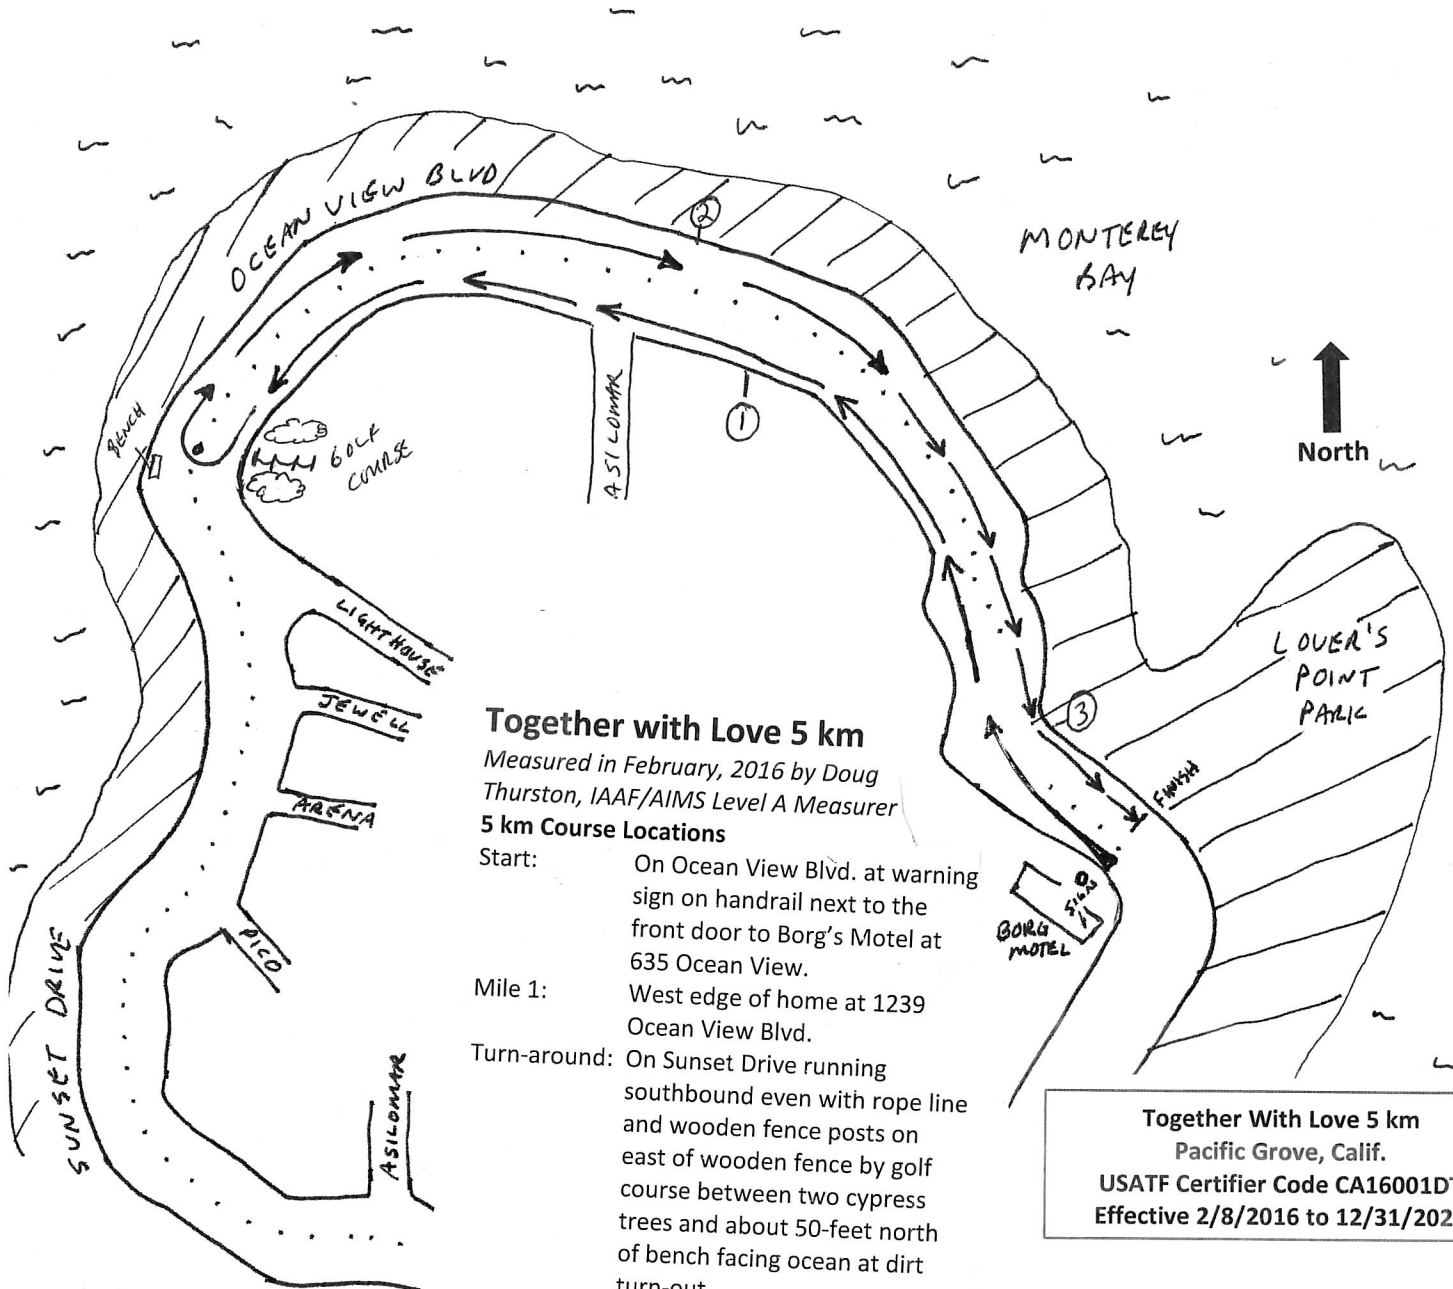 OCEAN VIEW BLVD
2
MONTEREY
BAY
ASILOMAR
1
BENCH
GOLF
COURSE
North
LIGHTHOUSE
JEWELL
ARENA
PICO
SUNSET DRIVE
ASILOMAR
LOVER'S
POINT
PARK
3
FINISH
SIGN
BORG
MOTEL
Together with Love 5 km
Measured in February, 2016 by Doug
Thurston, IAAF/AIMS Level A Measurer
5 km Course Locations
Start: On Ocean View Blvd. at warning
sign on handrail next to the
front door to Borg's Motel at
635 Ocean View.
Mile 1: West edge of home at 1239
Ocean View Blvd.
Turn-around: On Sunset Drive running
southbound even with rope line
and wooden fence posts on
east of wooden fence by golf
course between two cypress
trees and about 50-feet north
of bench facing ocean at dirt
turn-out
Together With Love 5 km
Pacific Grove, Calif.
USATF Certifier Code CA16001D
Effective 2/8/2016 to 12/31/202